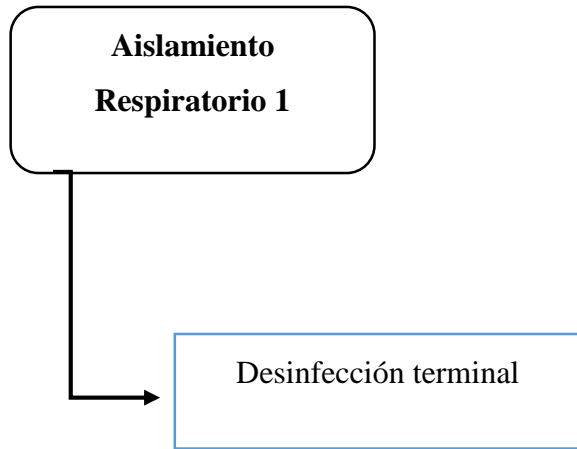 Aislamiento
Respiratorio 1
Desinfección terminal